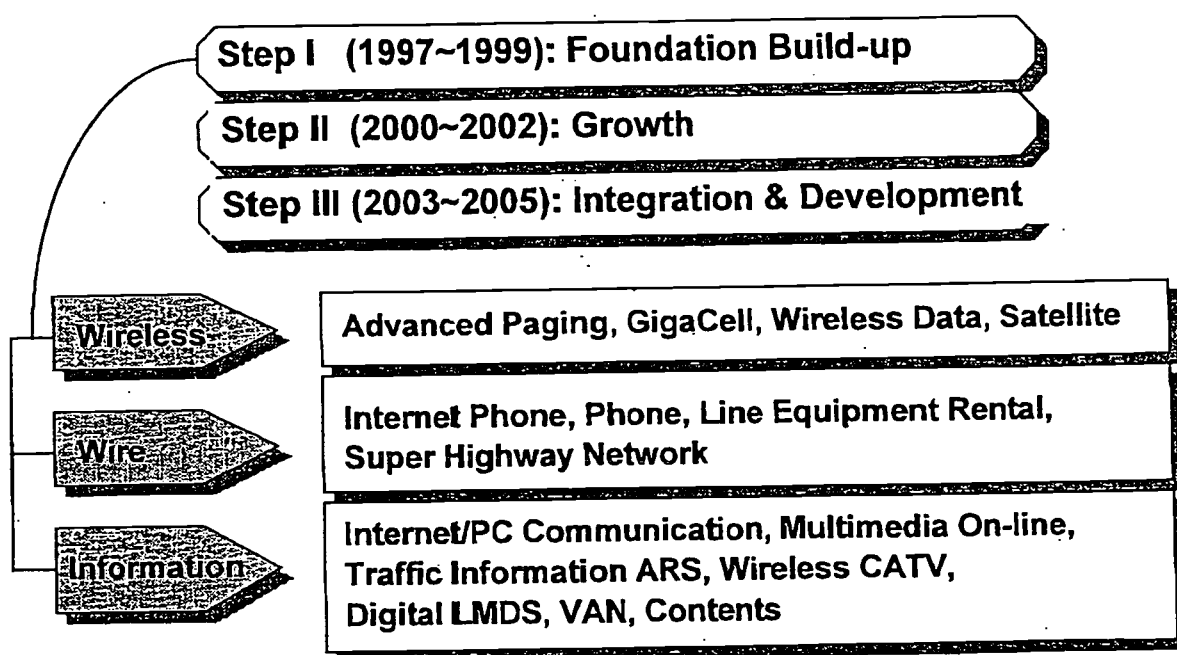 Step I (1997~1999): Foundation Build-up
Step II (2000~2002): Growth
Step III (2003~2005): Integration & Development
Wireless
Advanced Paging, GigaCell, Wireless Data, Satellite
Wire
Internet Phone, Phone, Line Equipment Rental,
Super Highway Network
Information
Internet/PC Communication, Multimedia On-line,
Traffic Information ARS, Wireless CATV,
Digital LMDS, VAN, Contents